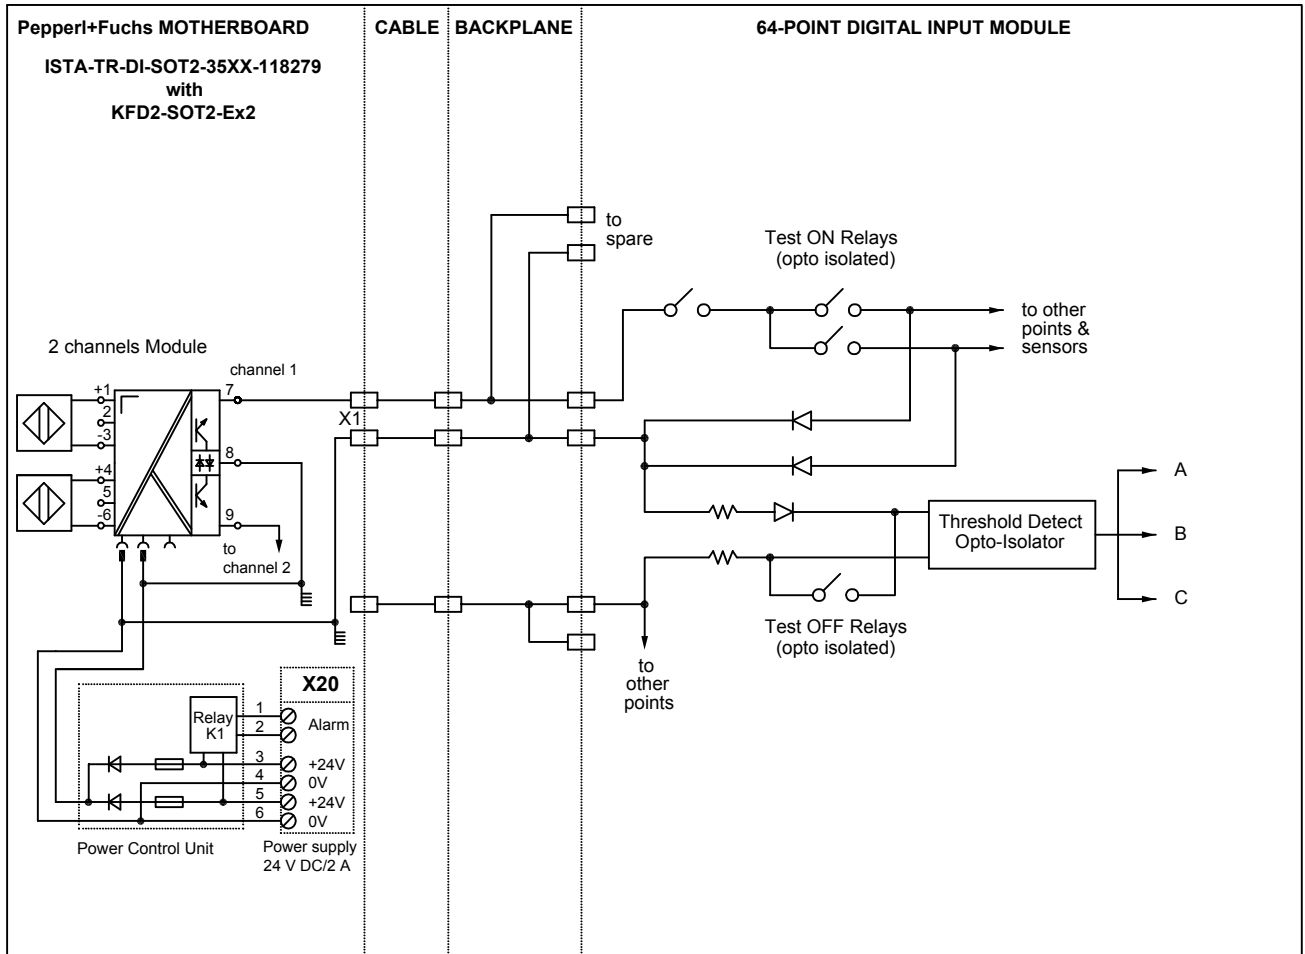 Pepperl+Fuchs MOTHERBOARD
CABLE
BACKPLANE
64-POINT DIGITAL INPUT MODULE
ISTA-TR-DI-SOT2-35XX-118279
with
KFD2-SOT2-Ex2
to
spare
Test ON Relays
(opto isolated)
to other
points &
sensors
2 channels Module
channel 1
+1
2
-3
7
X1
8
+4
5
-6
9
to
channel 2
Threshold Detect
Opto-Isolator
A
B
C
Test OFF Relays
(opto isolated)
to
other
points
X20
Relay
K1
1
2
Alarm
3
+24V
4
0V
5
+24V
6
0V
Power Control Unit
Power supply
24 V DC/2 A